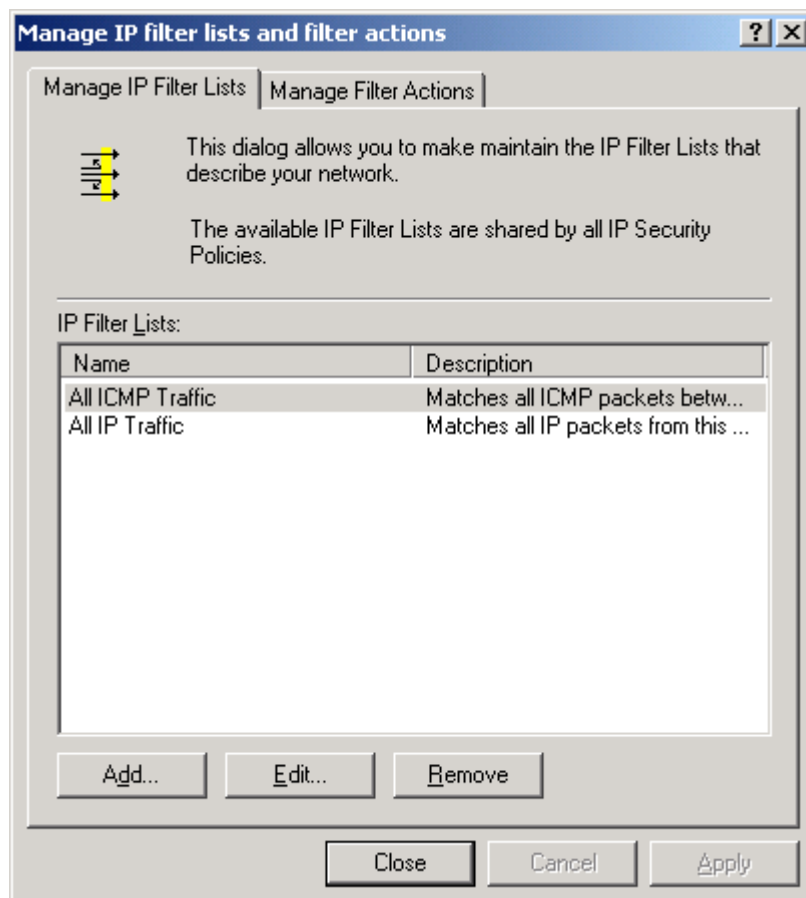 Manage IP filter lists and filter actions
Manage IP Filter Lists
Manage Filter Actions
This dialog allows you to make maintain the IP Filter Lists that
describe your network.
The available IP Filter Lists are shared by all IP Security
Policies.
IP Filter Lists:
Name Description
All ICMP Traffic Matches all ICMP packets betw...
All IP Traffic Matches all IP packets from this ...
Add... Edit... Remove
Close Cancel Apply